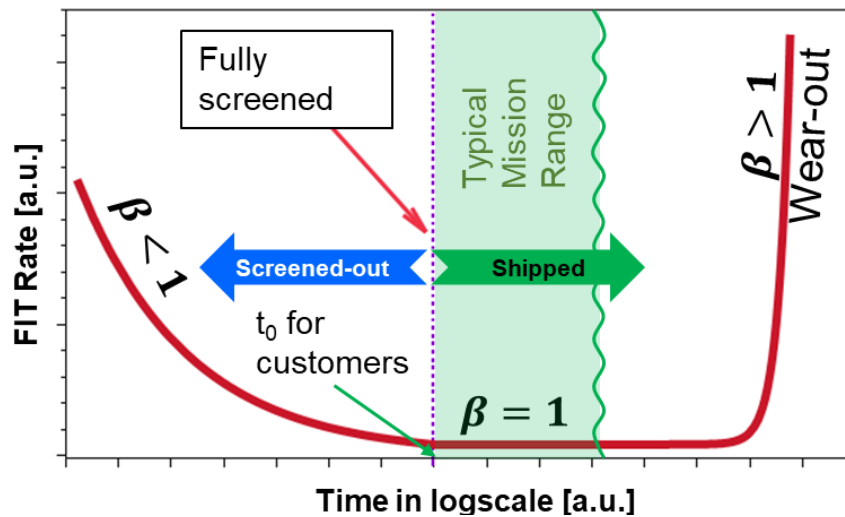 Fully
screened
Typical
Mission
Range
β < 1
β > 1
Wear-out
Screened-out
Shipped
t₀ for
customers
β = 1
FIT Rate [a.u.]
Time in logscale [a.u.]